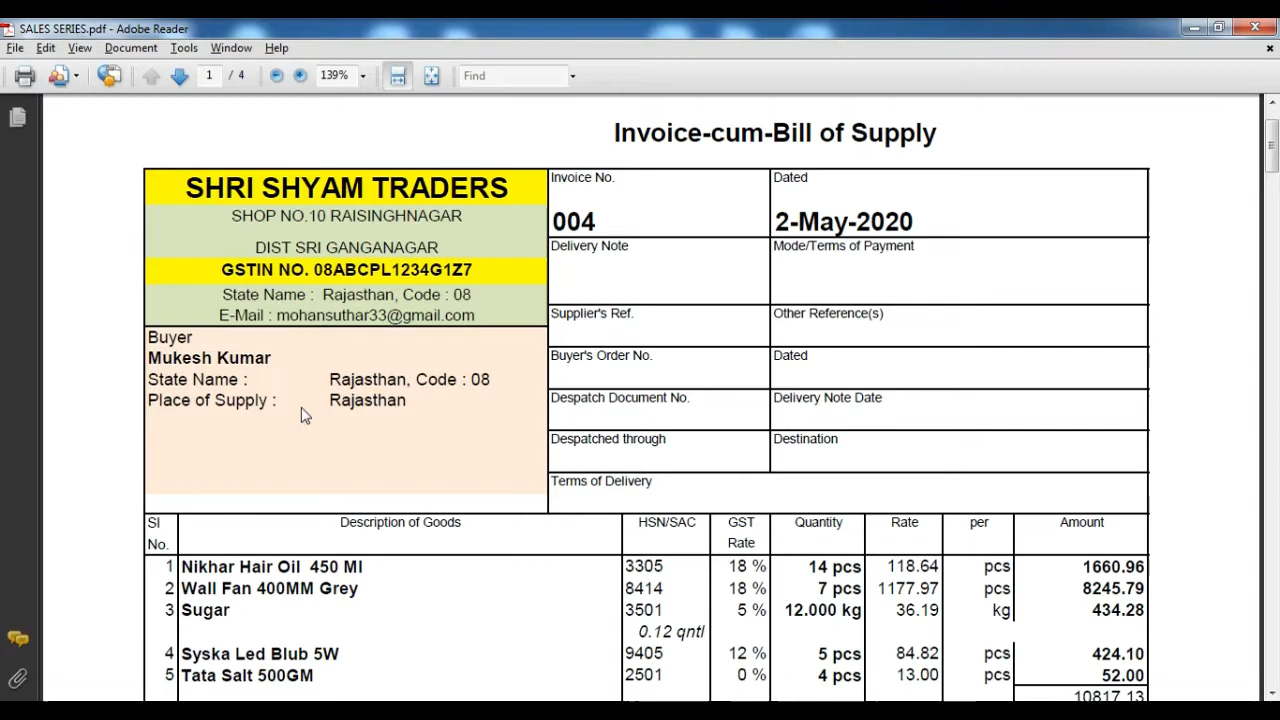 SALES SERIES.pdf - Adobe Reader
File Edit View Document Tools Window Help
1 / 4 139% Find
Invoice-cum-Bill of Supply
SHRI SHYAM TRADERS
SHOP NO.10 RAISINGHNAGAR
DIST SRI GANGANAGAR
GSTIN NO. 08ABCPL1234G1Z7
State Name : Rajasthan, Code : 08
E-Mail : mohansuthar33@gmail.com
Buyer
Mukesh Kumar
State Name : Rajasthan, Code : 08
Place of Supply : Rajasthan
Invoice No. Dated
004 2-May-2020
Delivery Note Mode/Terms of Payment
Supplier's Ref. Other Reference(s)
Buyer's Order No. Dated
Despatch Document No. Delivery Note Date
Despatched through Destination
Terms of Delivery
Sl Description of Goods HSN/SAC GST Quantity Rate per Amount
No. Rate
1 Nikhar Hair Oil 450 Ml 3305 18 % 14 pcs 118.64 pcs 1660.96
2 Wall Fan 400MM Grey 8414 18 % 7 pcs 1177.97 pcs 8245.79
3 Sugar 3501 5 % 12.000 kg 36.19 kg 434.28
0.12 qntl
4 Syska Led Blub 5W 9405 12 % 5 pcs 84.82 pcs 424.10
5 Tata Salt 500GM 2501 0 % 4 pcs 13.00 pcs 52.00
10817.13